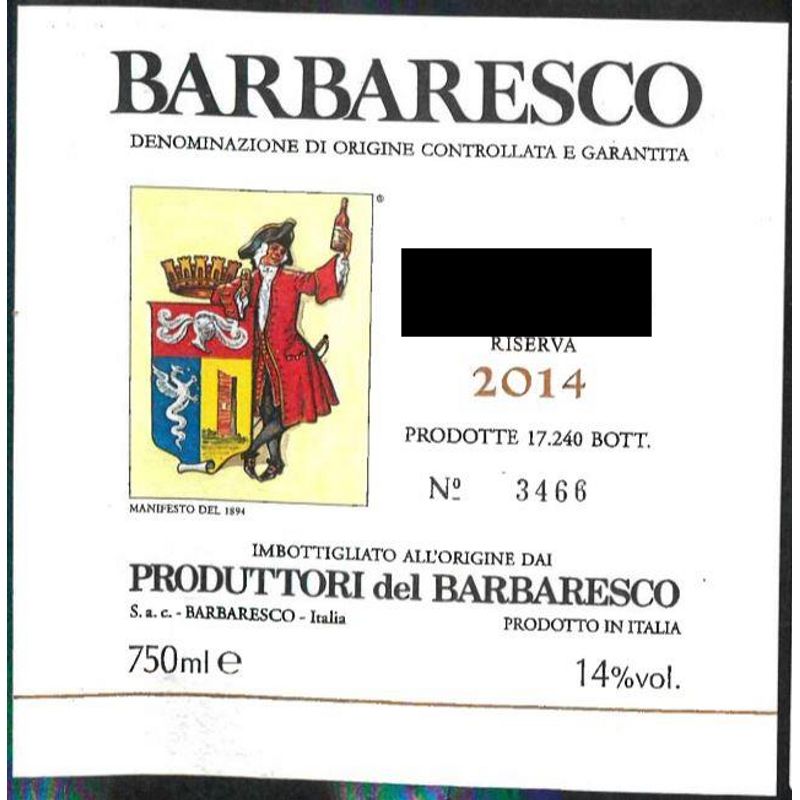 BARBARESCO
DENOMINAZIONE DI ORIGINE CONTROLLATA E GARANTITA
®
RISERVA
2014
PRODOTTE 17.240 BOTT.
Nº 3466
MANIFESTO DEL 1894
IMBOTTIGLIATO ALL'ORIGINE DAI
PRODUTTORI del BARBARESCO
S. a. c. - BARBARESCO - Italia
PRODOTTO IN ITALIA
750ml e
14%vol.